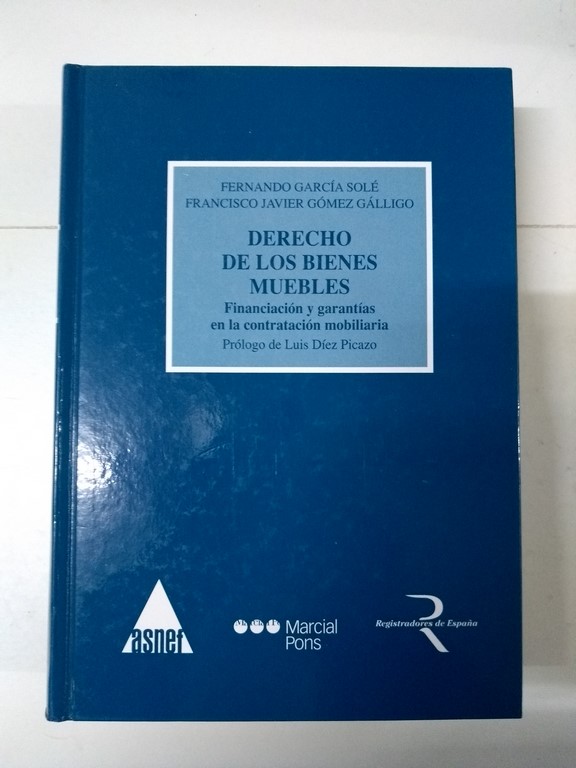 FERNANDO GARCÍA SOLÉ
FRANCISCO JAVIER GÓMEZ GÁLLIGO
DERECHO
DE LOS BIENES
MUEBLES
Financiación y garantías
en la contratación mobiliaria
Prólogo de Luis Díez Picazo
asnef
Marcial
Pons
Registradores de España